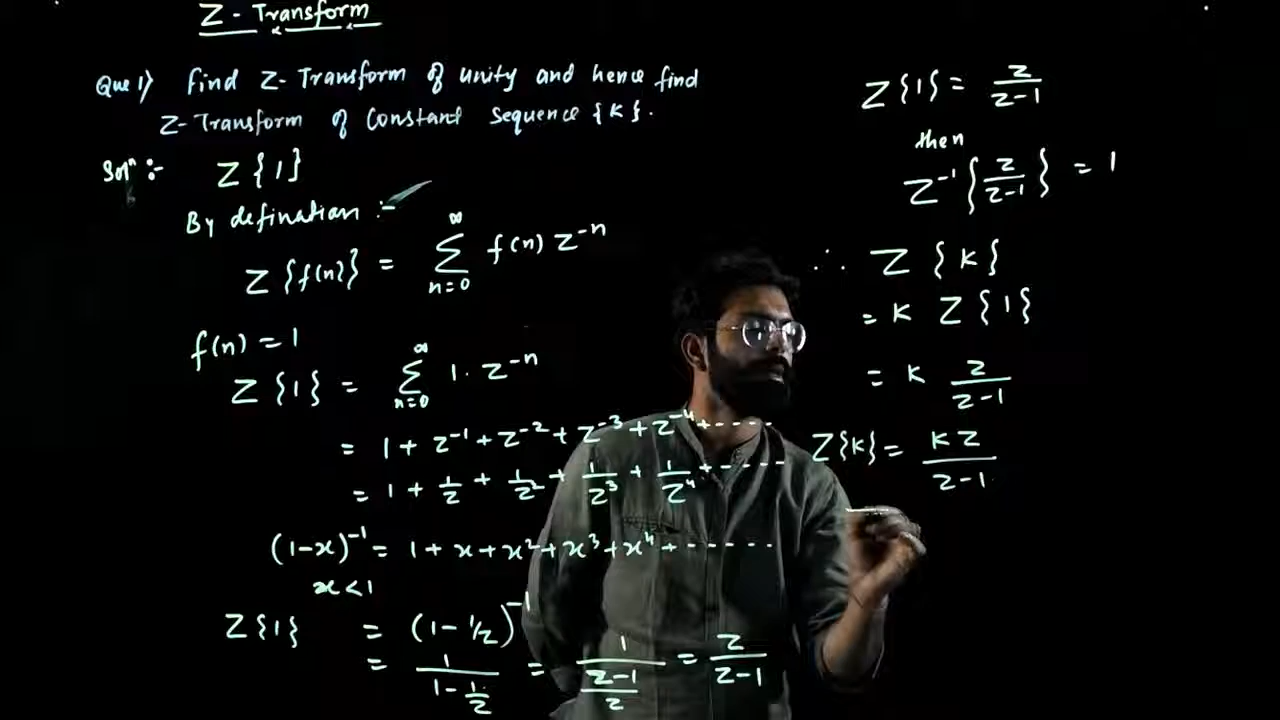 Z - Transform
Que 1) Find Z- Transform of unity and hence find
Z- Transform of Constant Sequence {K}.
Solⁿ :- Z {1}
By defination :-
Z {f(n)} = ∞ Σ n=0 f(n) z⁻ⁿ
f(n) = 1
Z {1} = ∞ Σ n=0 1. z⁻ⁿ
= 1 + z⁻¹ + z⁻² + z⁻³ + z⁻⁴ + ----
= 1 + 1/z + 1/z² + 1/z³ + 1/z⁴ + ----
(1-x)⁻¹ = 1 + x + x² + x³ + x⁴ + ------
x < 1
Z {1} = (1 - 1/z)⁻¹
= 1/(1 - 1/z) = 1/((z-1)/z) = z/(z-1)
Z {1} = z/(z-1)
then
Z⁻¹ {z/(z-1)} = 1
∴ Z {K}
= K Z {1}
= K z/(z-1)
Z{K} = KZ/(z-1)